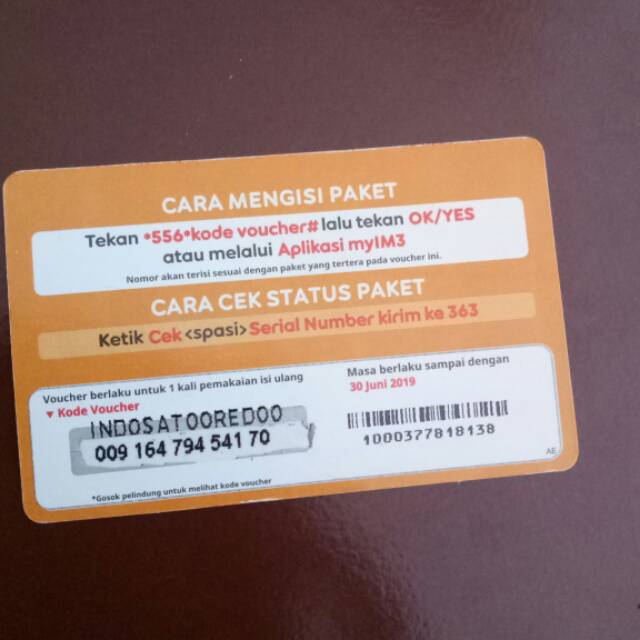 CARA MENGISI PAKET
Tekan *556*kode voucher# lalu tekan OK/YES
atau melalui Aplikasi myIM3
Nomor akan terisi sesuai dengan paket yang tertera pada voucher ini.
CARA CEK STATUS PAKET
Ketik Cek <spasi> Serial Number kirim ke 363
Voucher berlaku untuk 1 kali pemakaian isi ulang
▼ Kode Voucher
INDOSATOOREDOO
009 164 794 541 70
*Gosok pelindung untuk melihat kode voucher
Masa berlaku sampai dengan
30 Juni 2019
1000377818138
AE